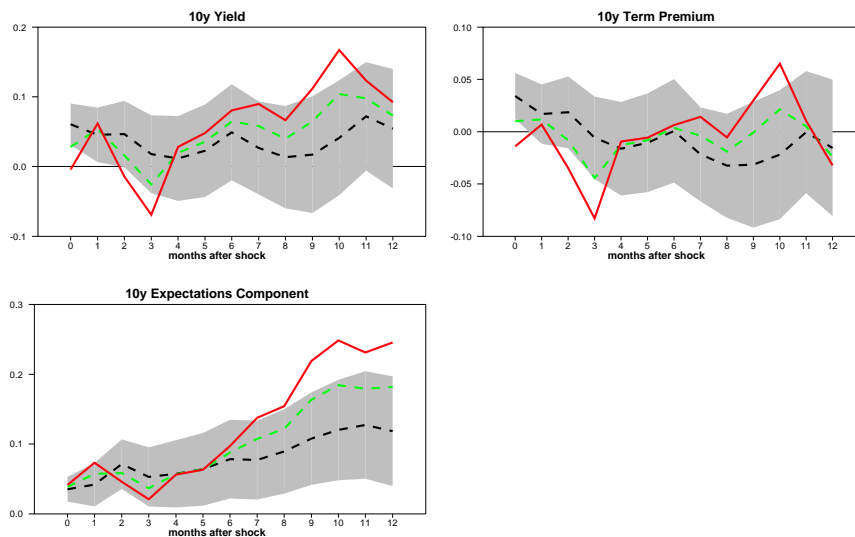 10y Yield
0.2
0.1
0.0
-0.1
0 1 2 3 4 5 6 7 8 9 10 11 12
months after shock
10y Term Premium
0.10
0.05
0.00
-0.05
-0.10
0 1 2 3 4 5 6 7 8 9 10 11 12
months after shock
10y Expectations Component
0.3
0.2
0.1
0.0
0 1 2 3 4 5 6 7 8 9 10 11 12
months after shock